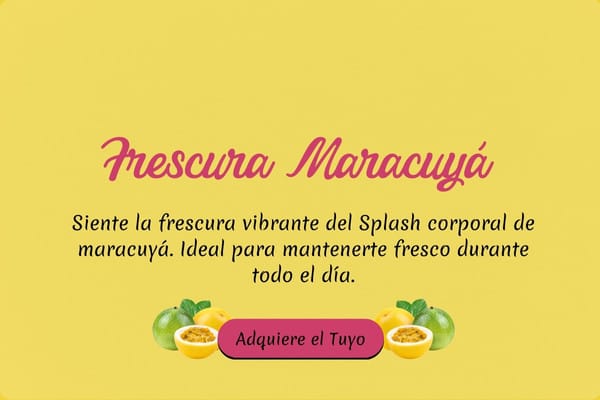 Frescura Maracuyá
Siente la frescura vibrante del Splash corporal de
maracuyá. Ideal para mantenerte fresco durante
todo el día.
Adquiere el Tuyo